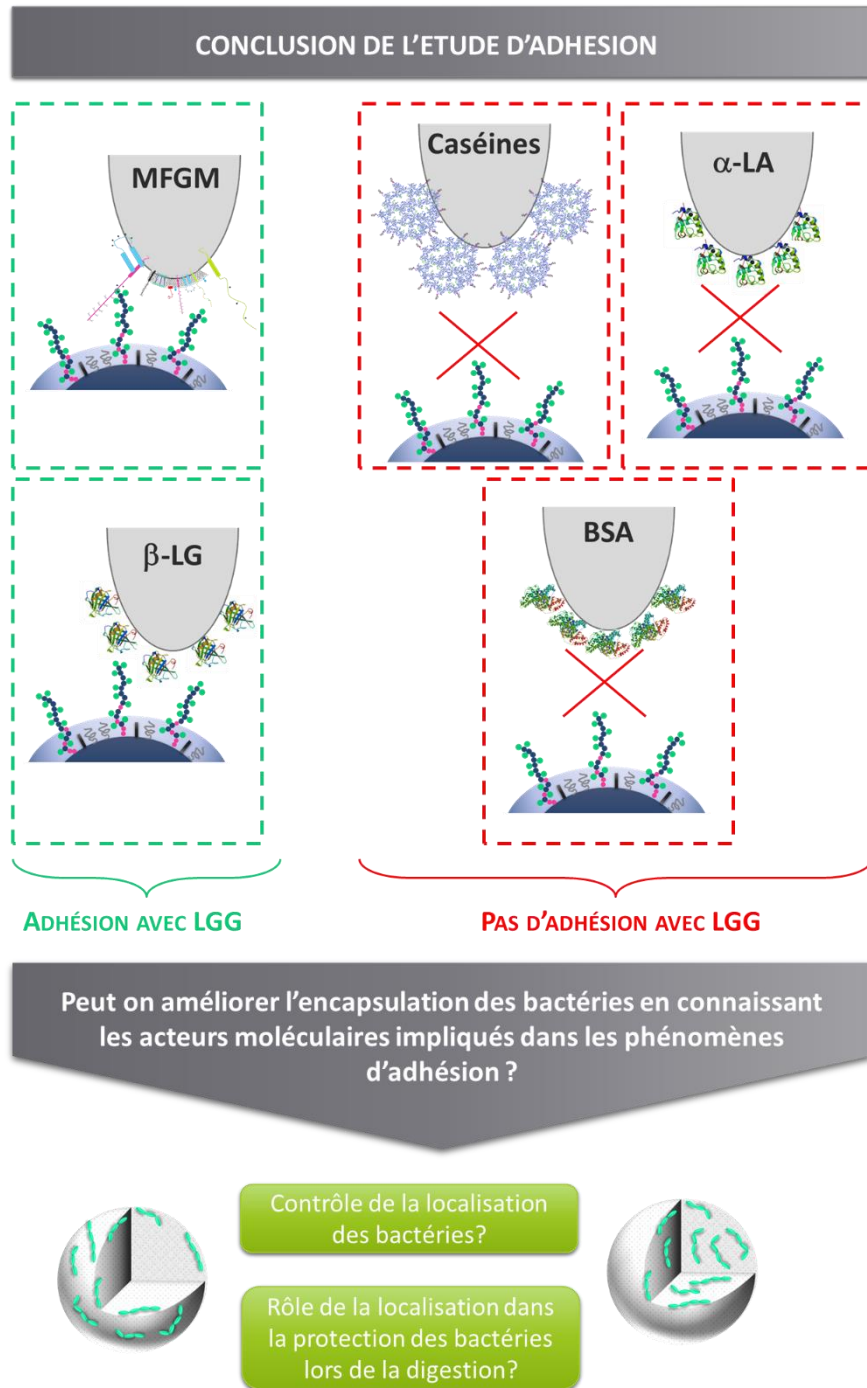 CONCLUSION DE L’ETUDE D’ADHESION
MFGM
Caséines
α-LA
β-LG
BSA
ADHÉSION AVEC LGG
PAS D’ADHÉSION AVEC LGG
Peut on améliorer l’encapsulation des bactéries en connaissant
les acteurs moléculaires impliqués dans les phénomènes
d’adhésion ?
Contrôle de la localisation
des bactéries?
Rôle de la localisation dans
la protection des bactéries
lors de la digestion?